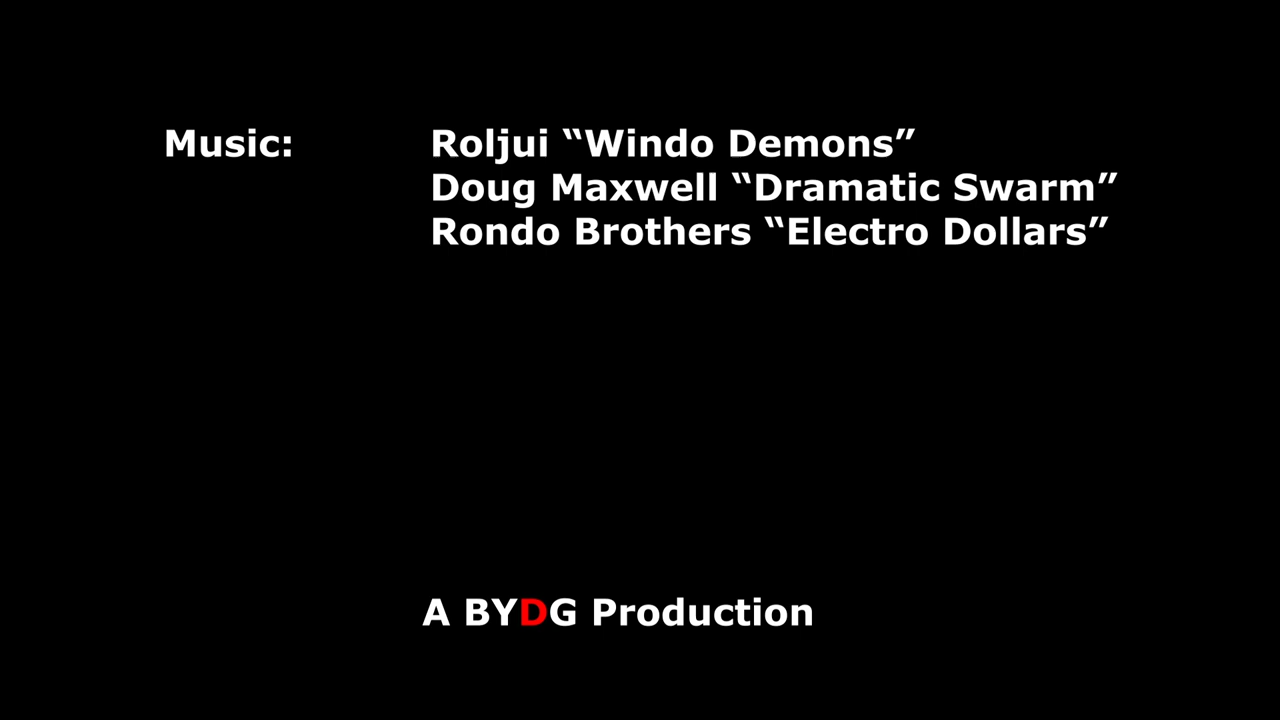 Music: Roljui “Windo Demons”
Doug Maxwell “Dramatic Swarm”
Rondo Brothers “Electro Dollars”
A BYDG Production